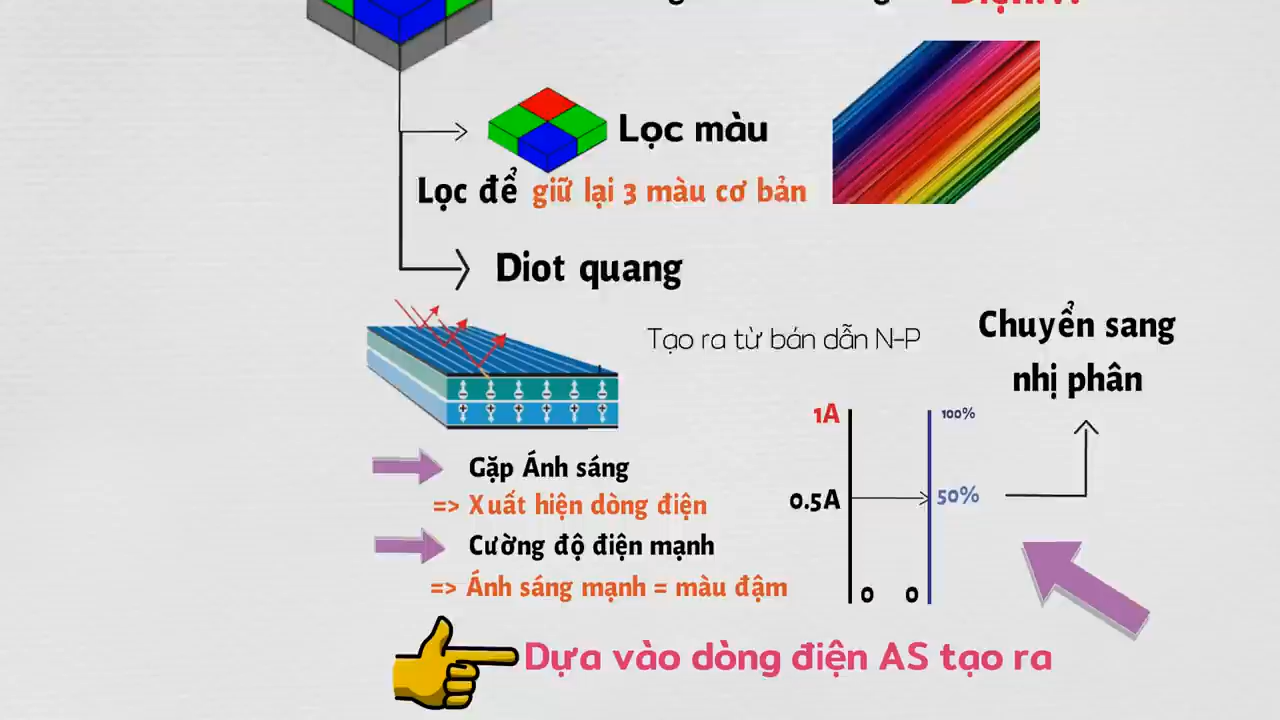 Lọc màu
Lọc để giữ lại 3 màu cơ bản
Diot quang
Tạo ra từ bán dẫn N-P
Chuyển sang
nhị phân
1A
100%
0.5A
50%
0
0
Gặp Ánh sáng
=> Xuất hiện dòng điện
Cường độ điện mạnh
=> Ánh sáng mạnh = màu đậm
Dựa vào dòng điện AS tạo ra